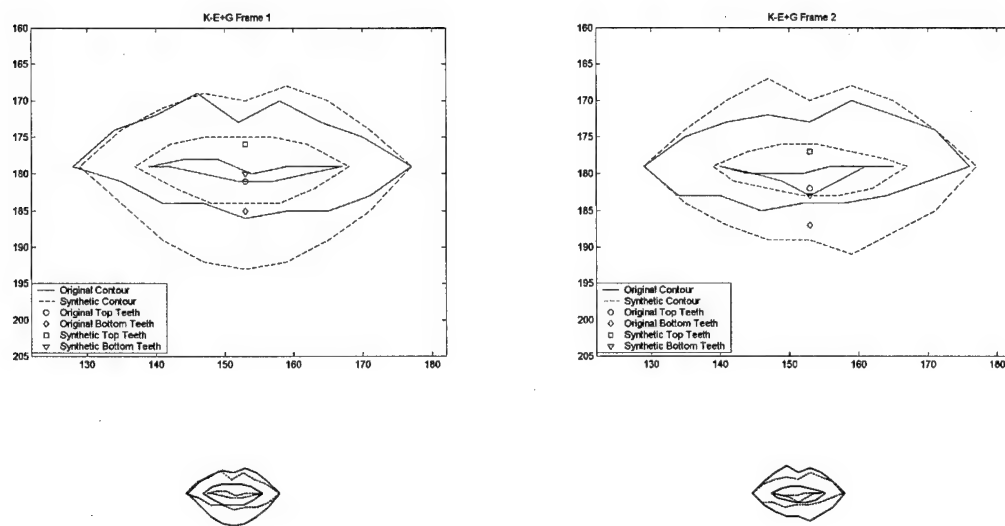 K-E+G Frame 1
160
165
170
175
180
185
190
195
200
205
Original Contour
Synthetic Contour
Original Top Teeth
Original Bottom Teeth
Synthetic Top Teeth
Synthetic Bottom Teeth
130 140 150 160 170 180
K-E+G Frame 2
160
165
170
175
180
185
190
195
200
205
Original Contour
Synthetic Contour
Original Top Teeth
Original Bottom Teeth
Synthetic Top Teeth
Synthetic Bottom Teeth
130 140 150 160 170 180